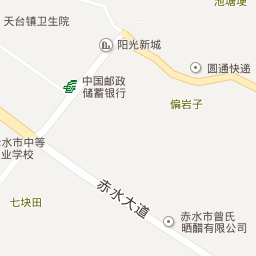 池塘埂
天台镇卫生院
阳光新城
圆通快递
中国邮政
储蓄银行
偏岩子
赤水市中等
业学校
赤水大道
七块田
赤水市曾氏
晒醋有限公司